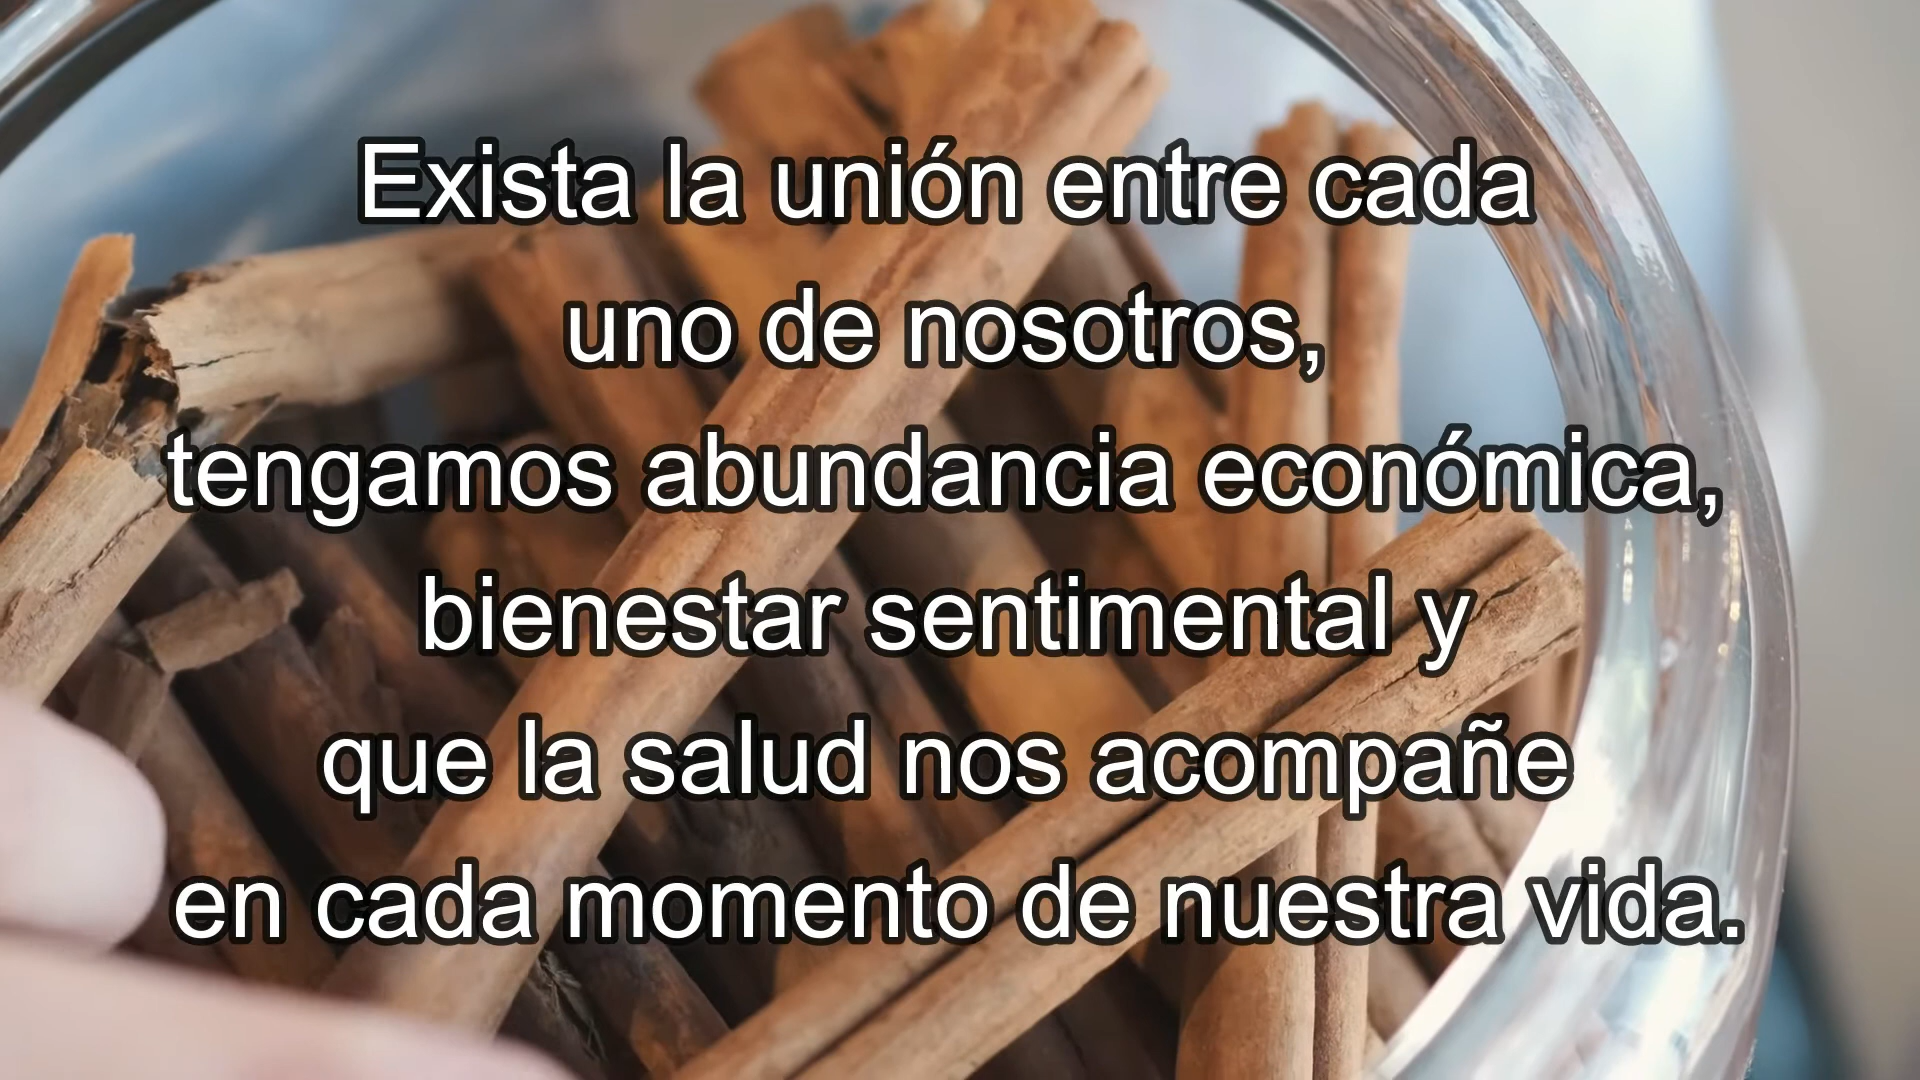 Exista la unión entre cada
uno de nosotros,
tengamos abundancia económica,
bienestar sentimental y
que la salud nos acompañe
en cada momento de nuestra vida.